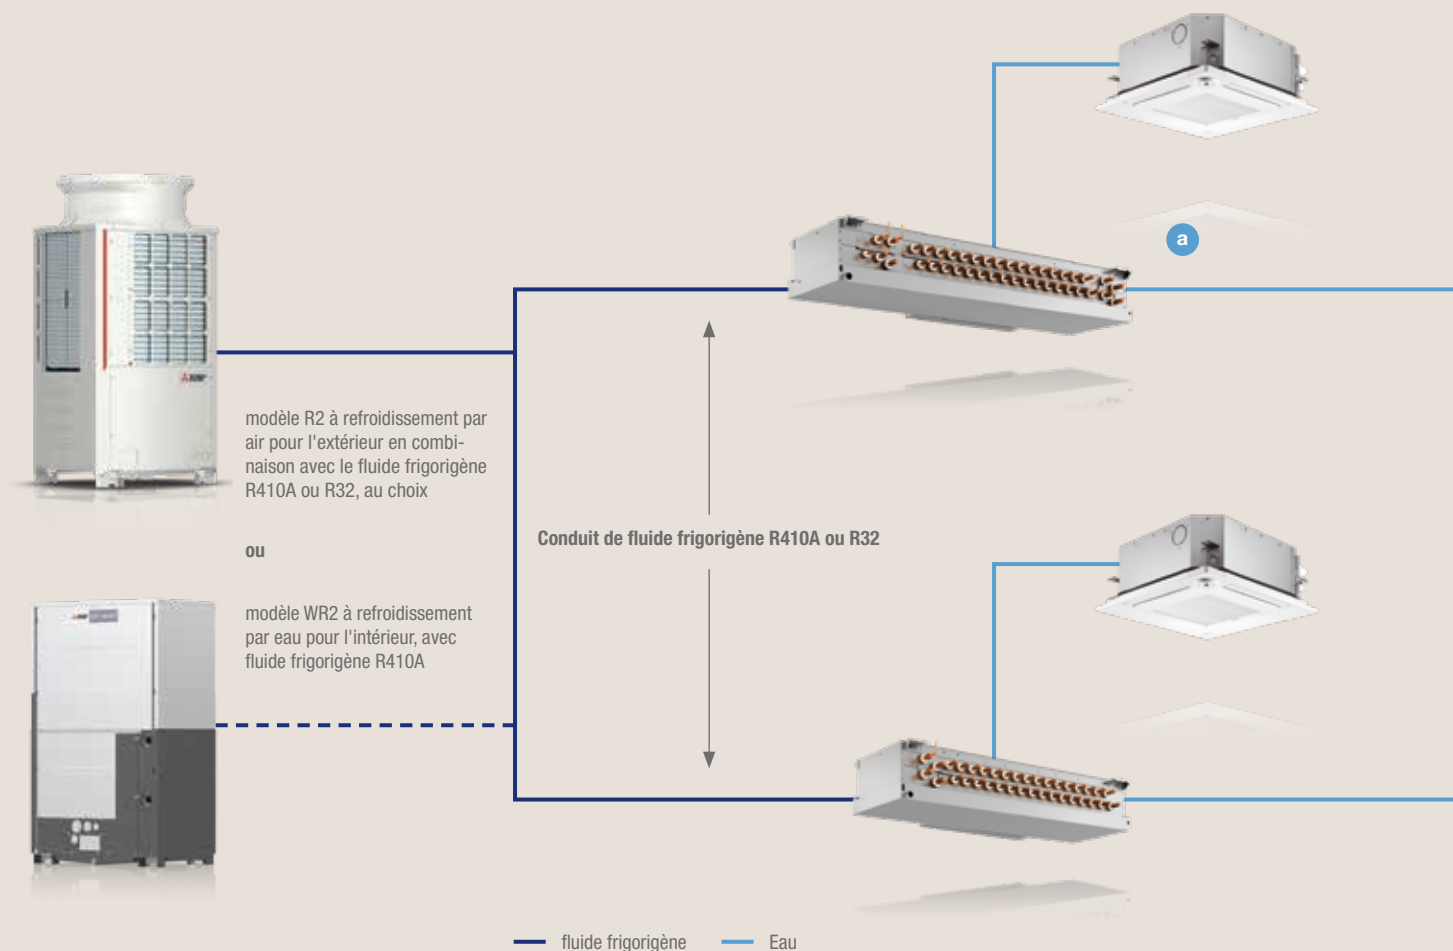 a
modèle R2 à refroidissement par
air pour l'extérieur en combi-
naison avec le fluide frigorigène
R410A ou R32, au choix
ou
Conduit de fluide frigorigène R410A ou R32
modèle WR2 à refroidissement
par eau pour l'intérieur, avec
fluide frigorigène R410A
fluide frigorigène
Eau